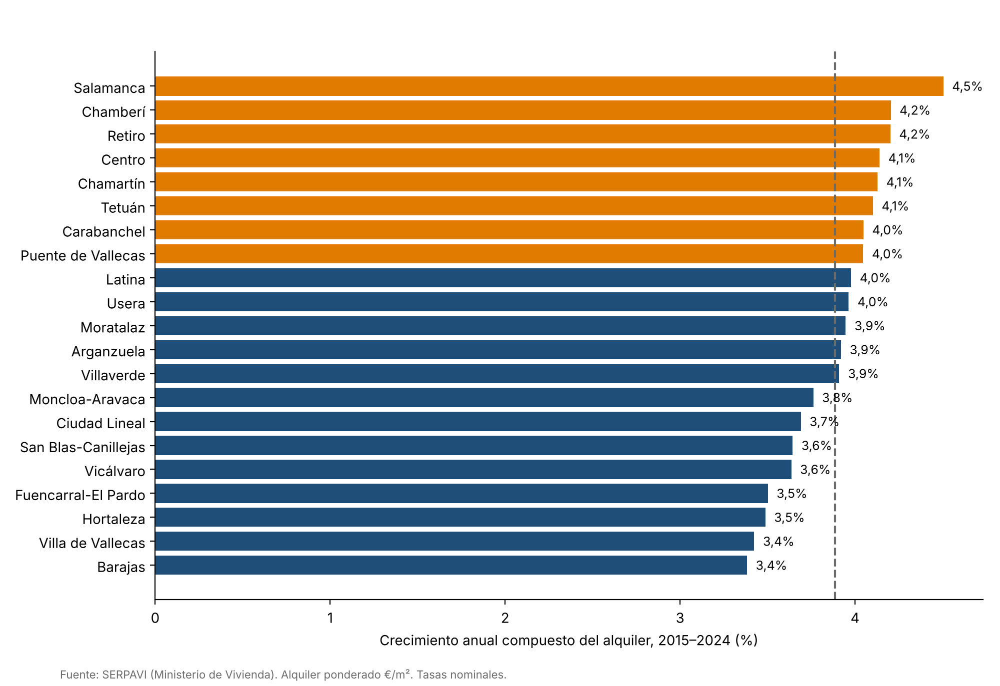 Salamanca 4,5%
Chamberí 4,2%
Retiro 4,2%
Centro 4,1%
Chamartín 4,1%
Tetuán 4,1%
Carabanchel 4,0%
Puente de Vallecas 4,0%
Latina 4,0%
Usera 4,0%
Moratalaz 3,9%
Arganzuela 3,9%
Villaverde 3,9%
Moncloa-Aravaca 3,8%
Ciudad Lineal 3,7%
San Blas-Canillejas 3,6%
Vicálvaro 3,6%
Fuencarral-El Pardo 3,5%
Hortaleza 3,5%
Villa de Vallecas 3,4%
Barajas 3,4%
0 1 2 3 4
Crecimiento anual compuesto del alquiler, 2015–2024 (%)
Fuente: SERPAVI (Ministerio de Vivienda). Alquiler ponderado €/m². Tasas nominales.